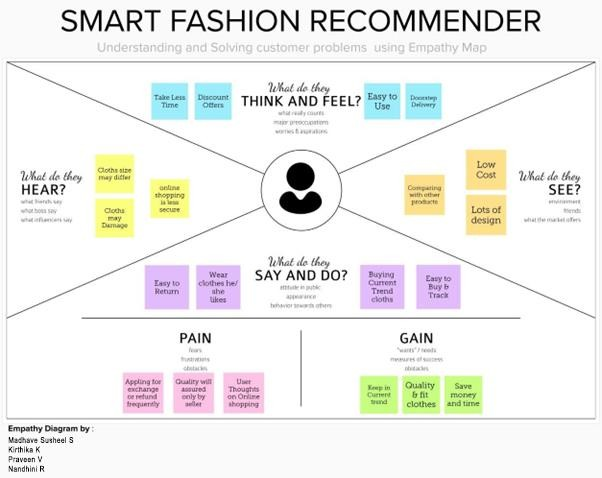 SMART FASHION RECOMMENDER
Understanding and Solving customer problems using Empathy Map
Take Less
Time
Discount
Offers
What do they
THINK AND FEEL?
what really counts
major preoccupations
worries & aspirations
Easy to
Use
Doorstep
Delivery
What do they
HEAR?
what friends say
what boss say
what influencers say
Cloths size
may differ
Cloths
may
Damage
online
shopping
is less
secure
Comparing
with other
products
Low
Cost
Lots of
design
What do they
SEE?
environment
friends
what the market offers
Easy to
Return
Wear
clothes he/
she
likes
What do they
SAY AND DO?
attitude in public
appearance
behavior towards others
Buying
Current
Trend
cloths
Easy to
Buy &
Track
PAIN
fears
frustrations
obstacles
Appling for
exchange
or refund
frequently
Quality will
assured
only by
seller
User
Thoughts
on Online
shopping
GAIN
"wants" / needs
measures of success
obstacles
Keep in
Current
trend
Quality
& fit
clothes
Save
money and
time
Empathy Diagram by :
Madhave Susheel S
Kirthika K
Praveen V
Nandhini R